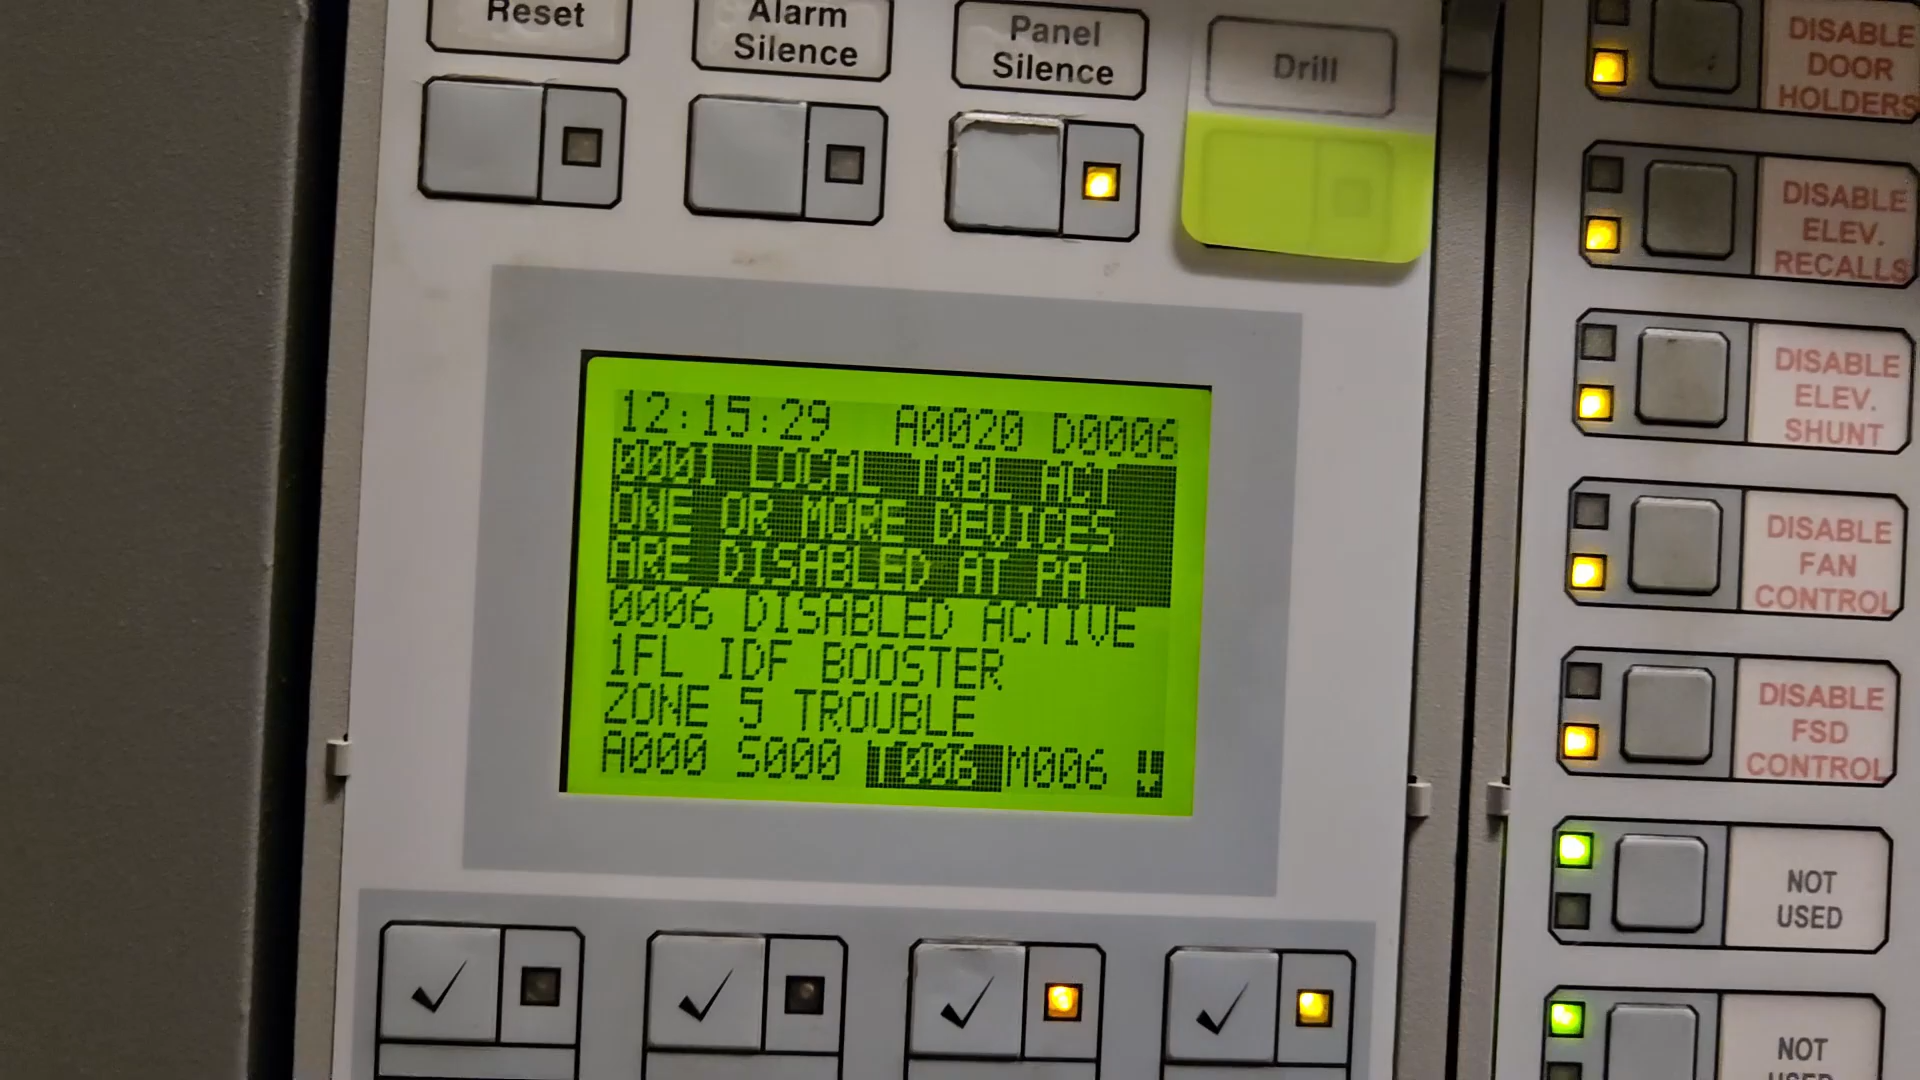 Reset
Alarm
Silence
Panel
Silence
Drill
12:15:29 A0020 D0006
0001 LOCAL TRBL ACT
ONE OR MORE DEVICES
ARE DISABLED AT PA
0006 DISABLED ACTIVE
1FL IDF BOOSTER
ZONE 5 TROUBLE
A000 S000 T006 M006
DISABLE
DOOR
HOLDERS
DISABLE
ELEV.
RECALLS
DISABLE
ELEV.
SHUNT
DISABLE
FAN
CONTROL
DISABLE
FSD
CONTROL
NOT
USED
NOT
USED